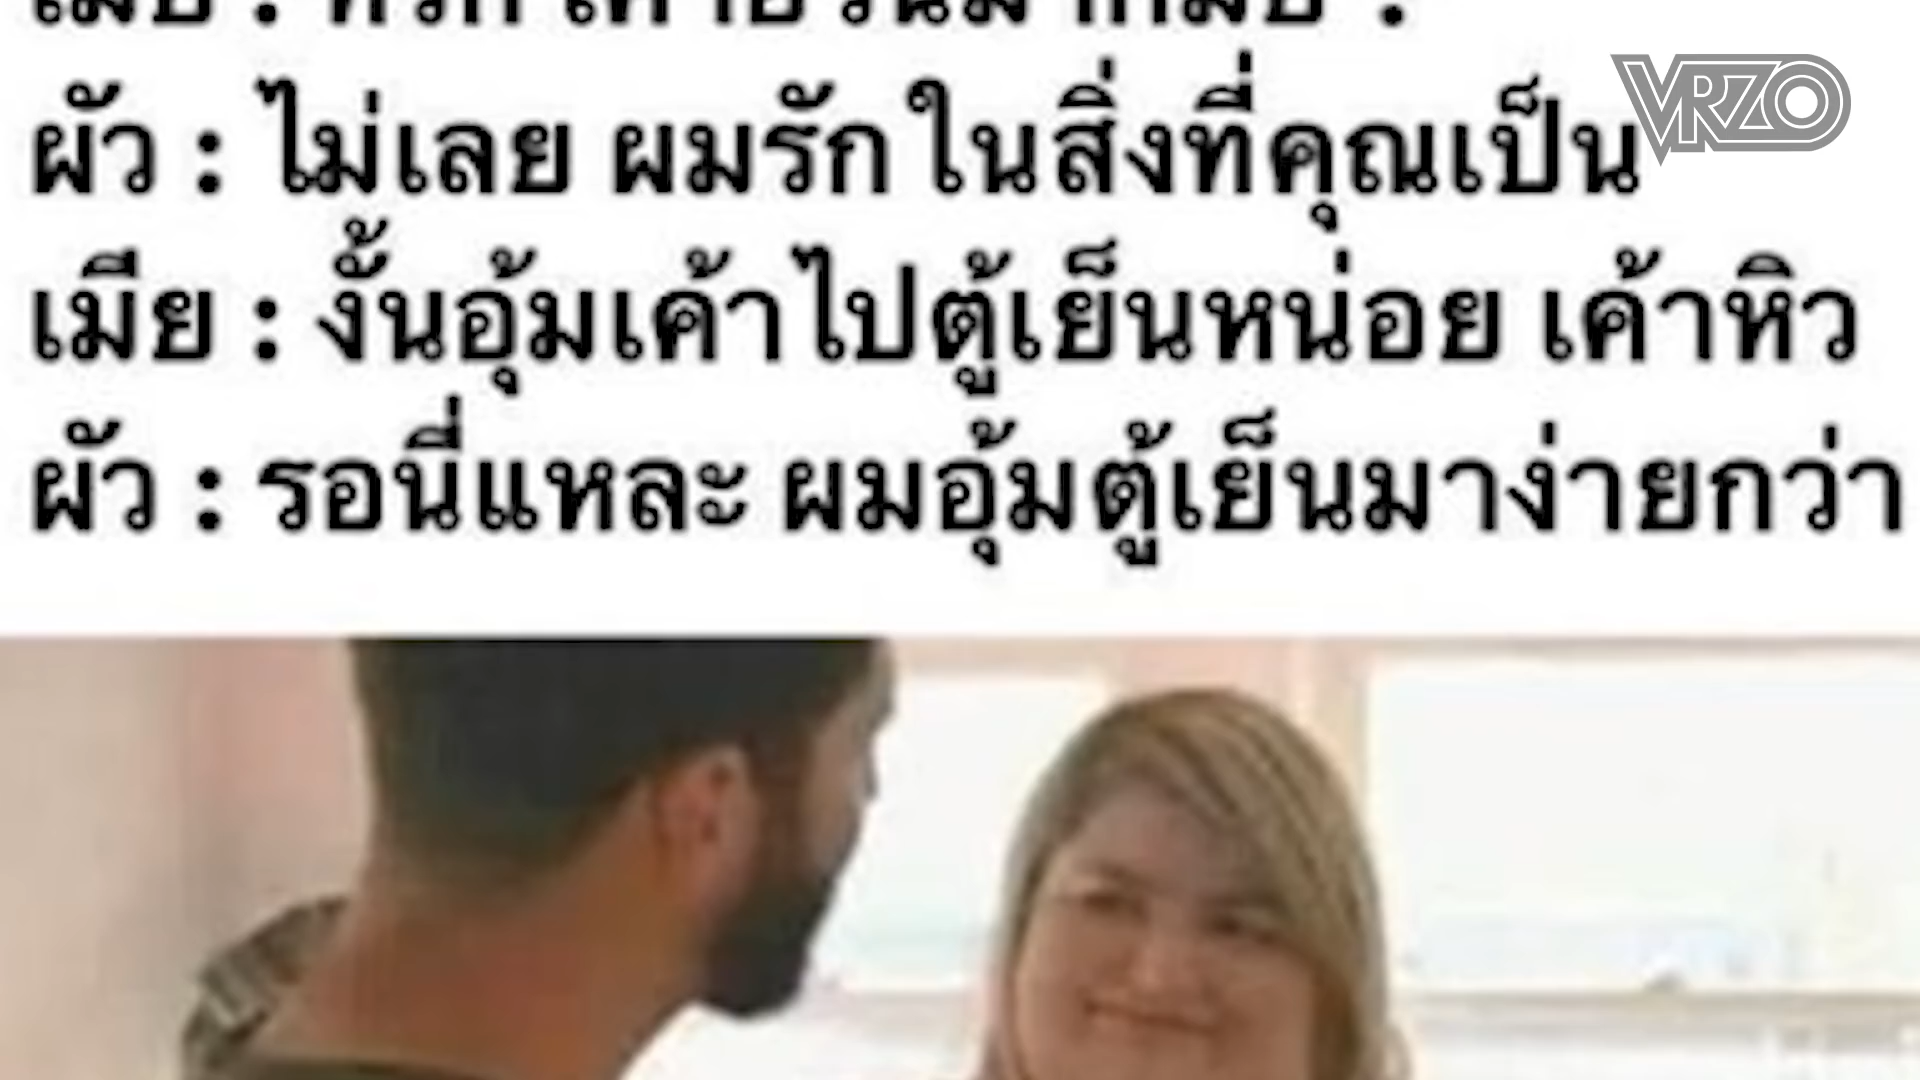 VRZO
ผัว : ไม่เลย ผมรักในสิ่งที่คุณเป็น
เมีย : งั้นอุ้มเค้าไปตู้เย็นหน่อย เค้าหิว
ผัว : รอนี่แหละ ผมอุ้มตู้เย็นมาง่ายกว่า